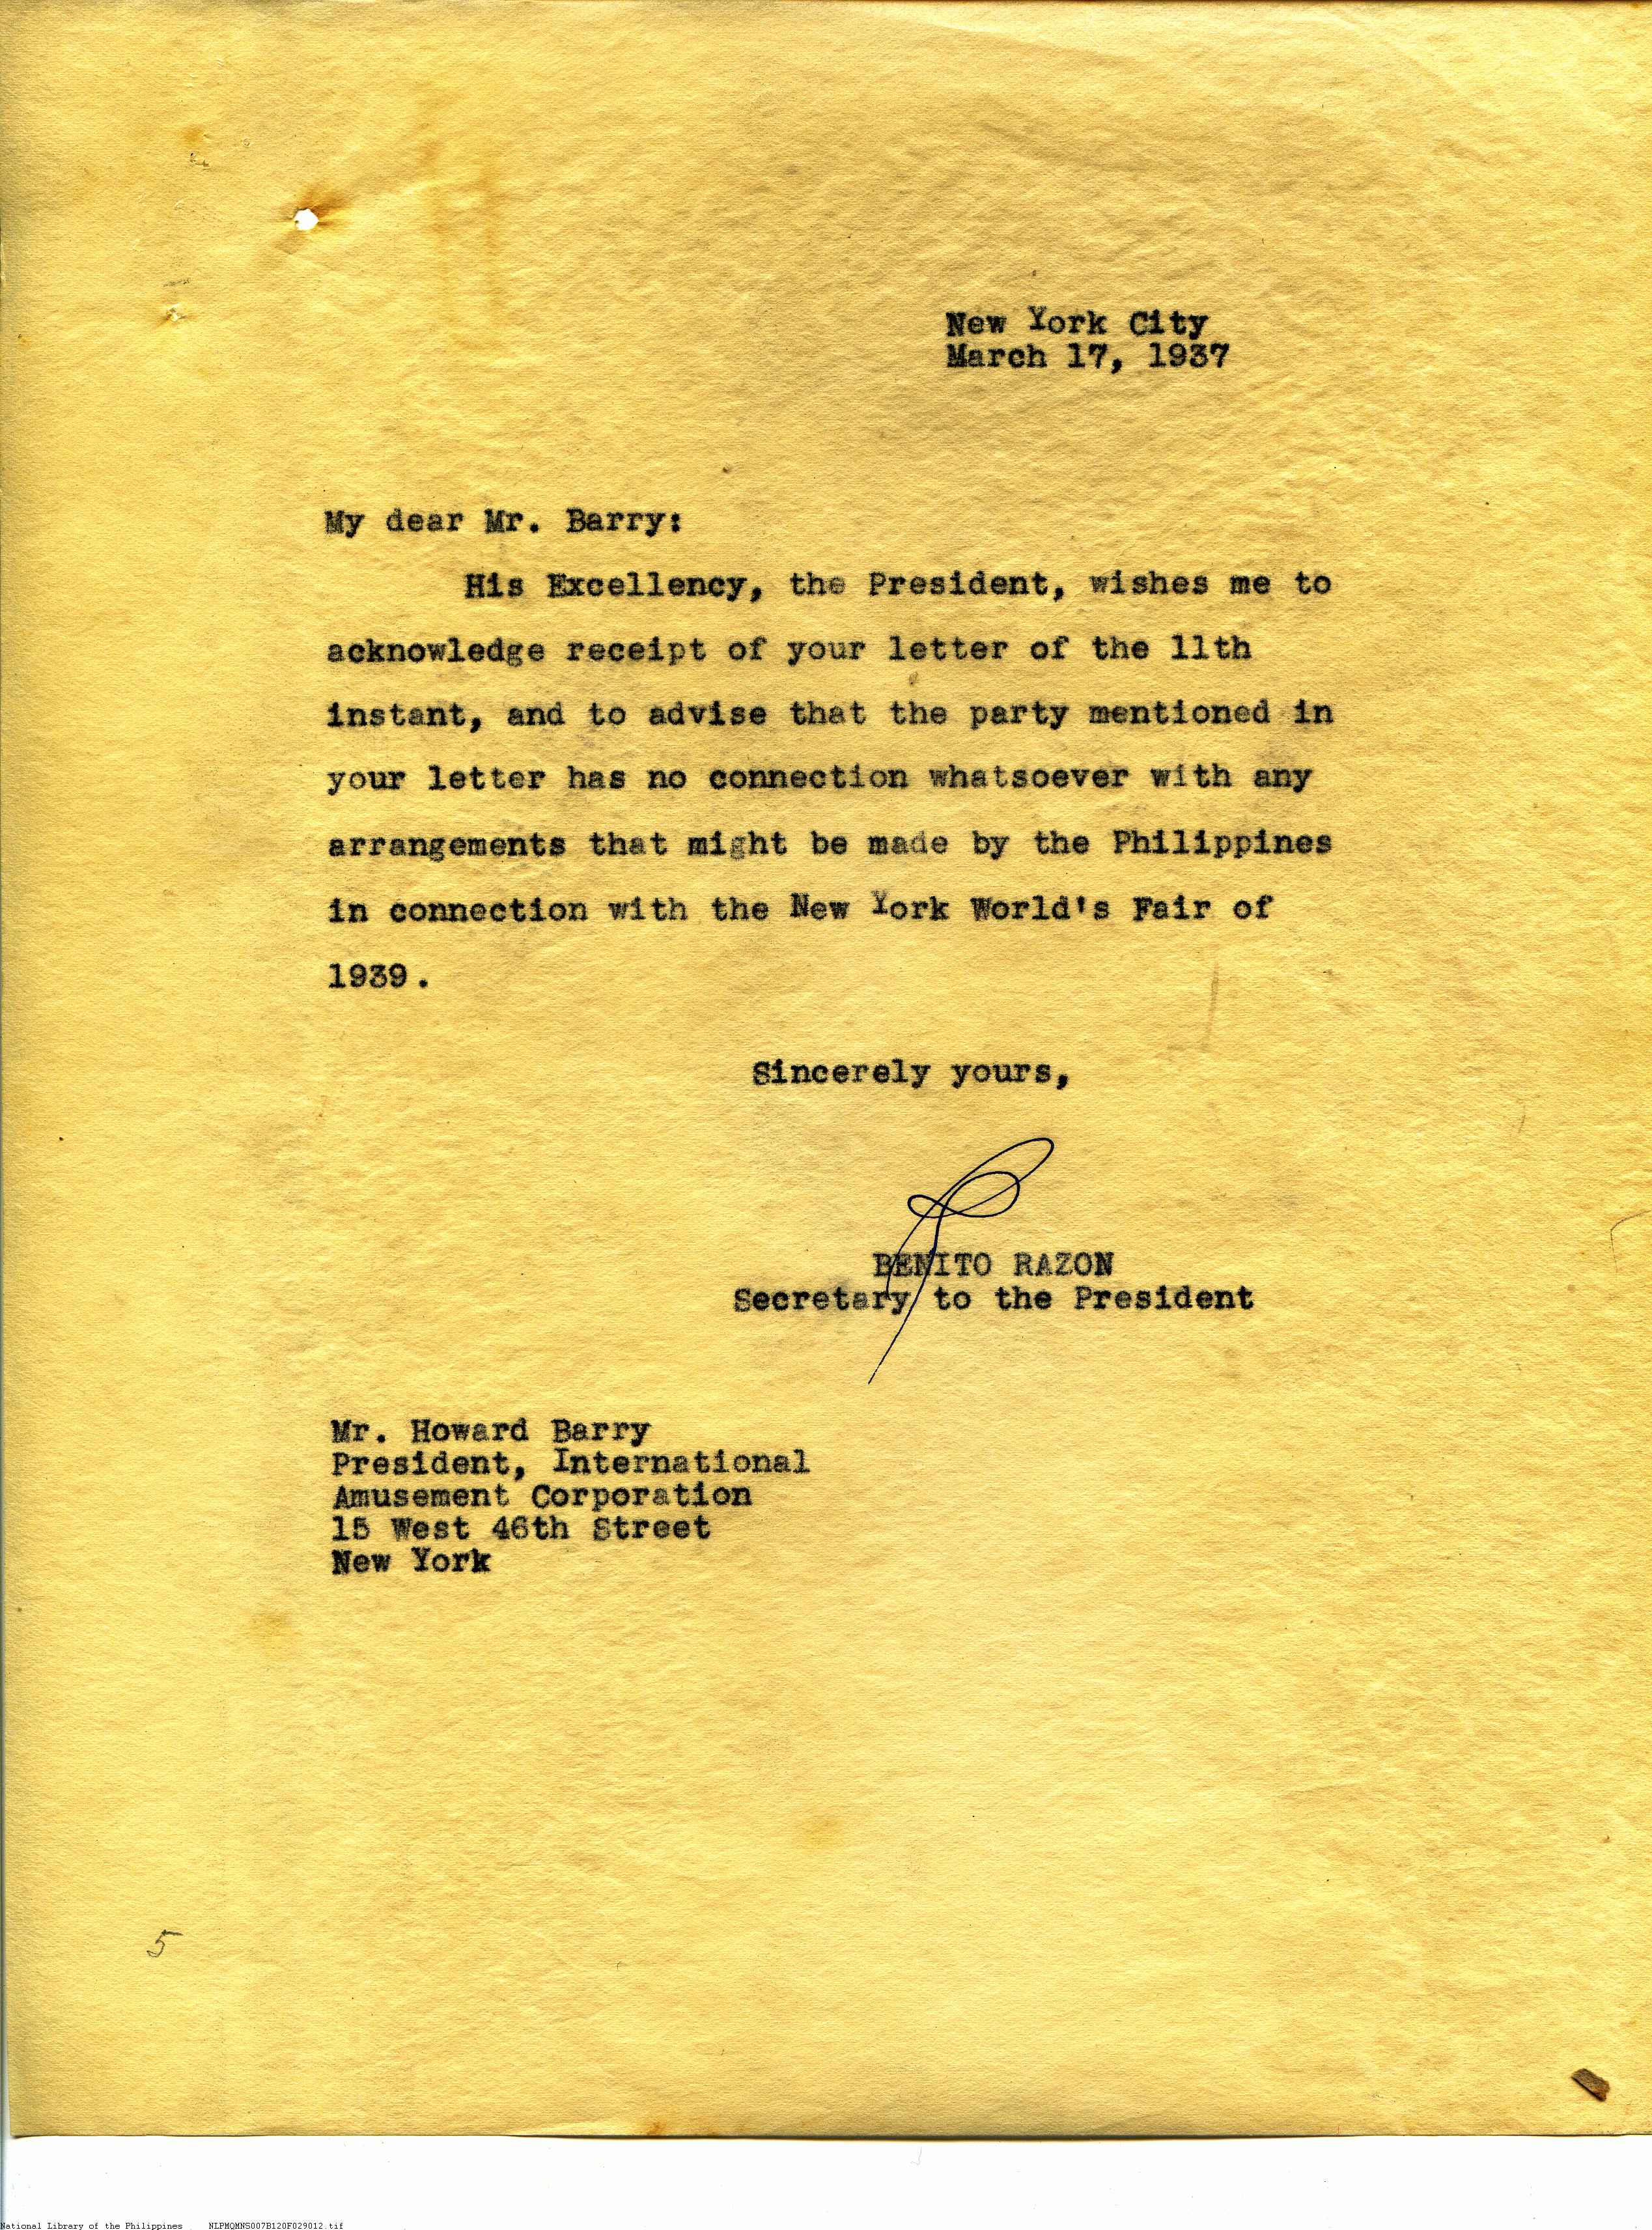 New York City
March 17, 1937
My dear Mr. Barry:
His Excellency, the President, wishes me to
acknowledge receipt of your letter of the 11th
instant, and to advise that the party mentioned in
your letter has no connection whatsoever with any
arrangements that might be made by the Philippines
in connection with the New York World's Fair of
1939.
Sincerely yours,
BENITO RAZON
Secretary to the President
Mr. Howard Barry
President, International
Amusement Corporation
15 West 46th Street
New York
5
National Library of the Philippines NLPMQMNS007B120F029012.tif